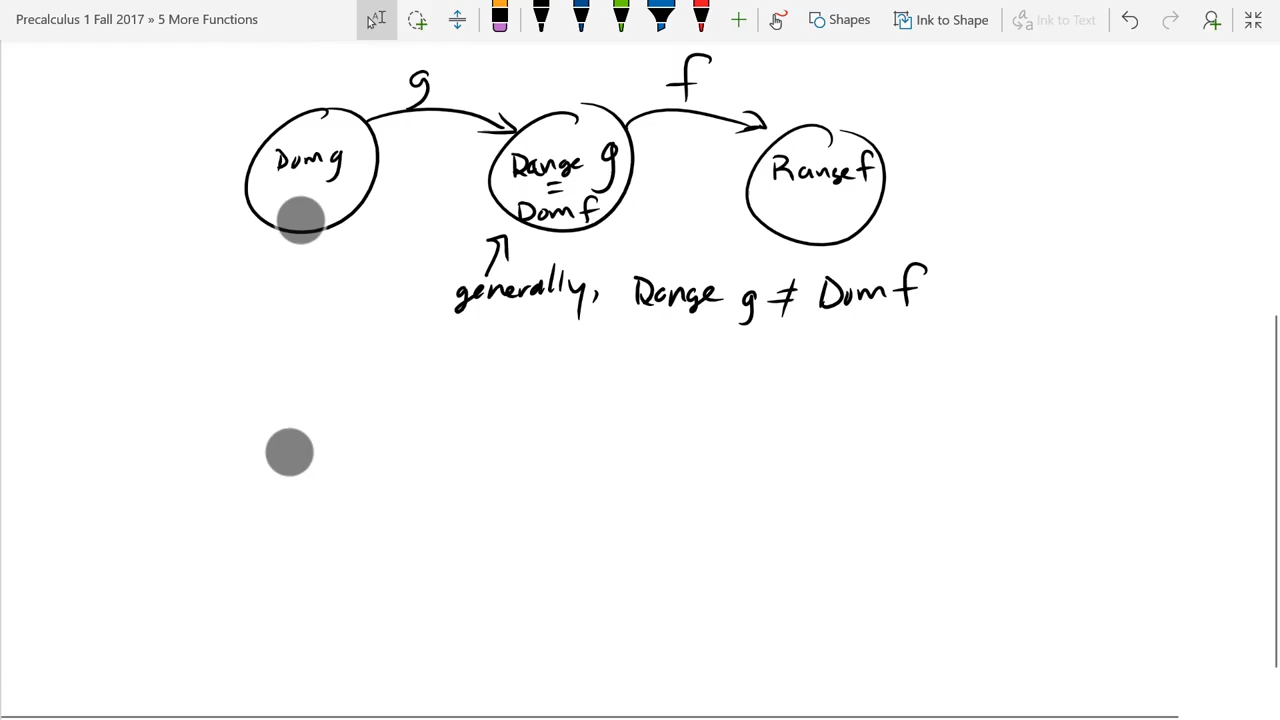 Precalculus 1 Fall 2017 » 5 More Functions
Shapes
Ink to Shape
Ink to Text
g
f
Dom g
Range g
=
Dom f
Range f
generally, Range g ≠ Dom f